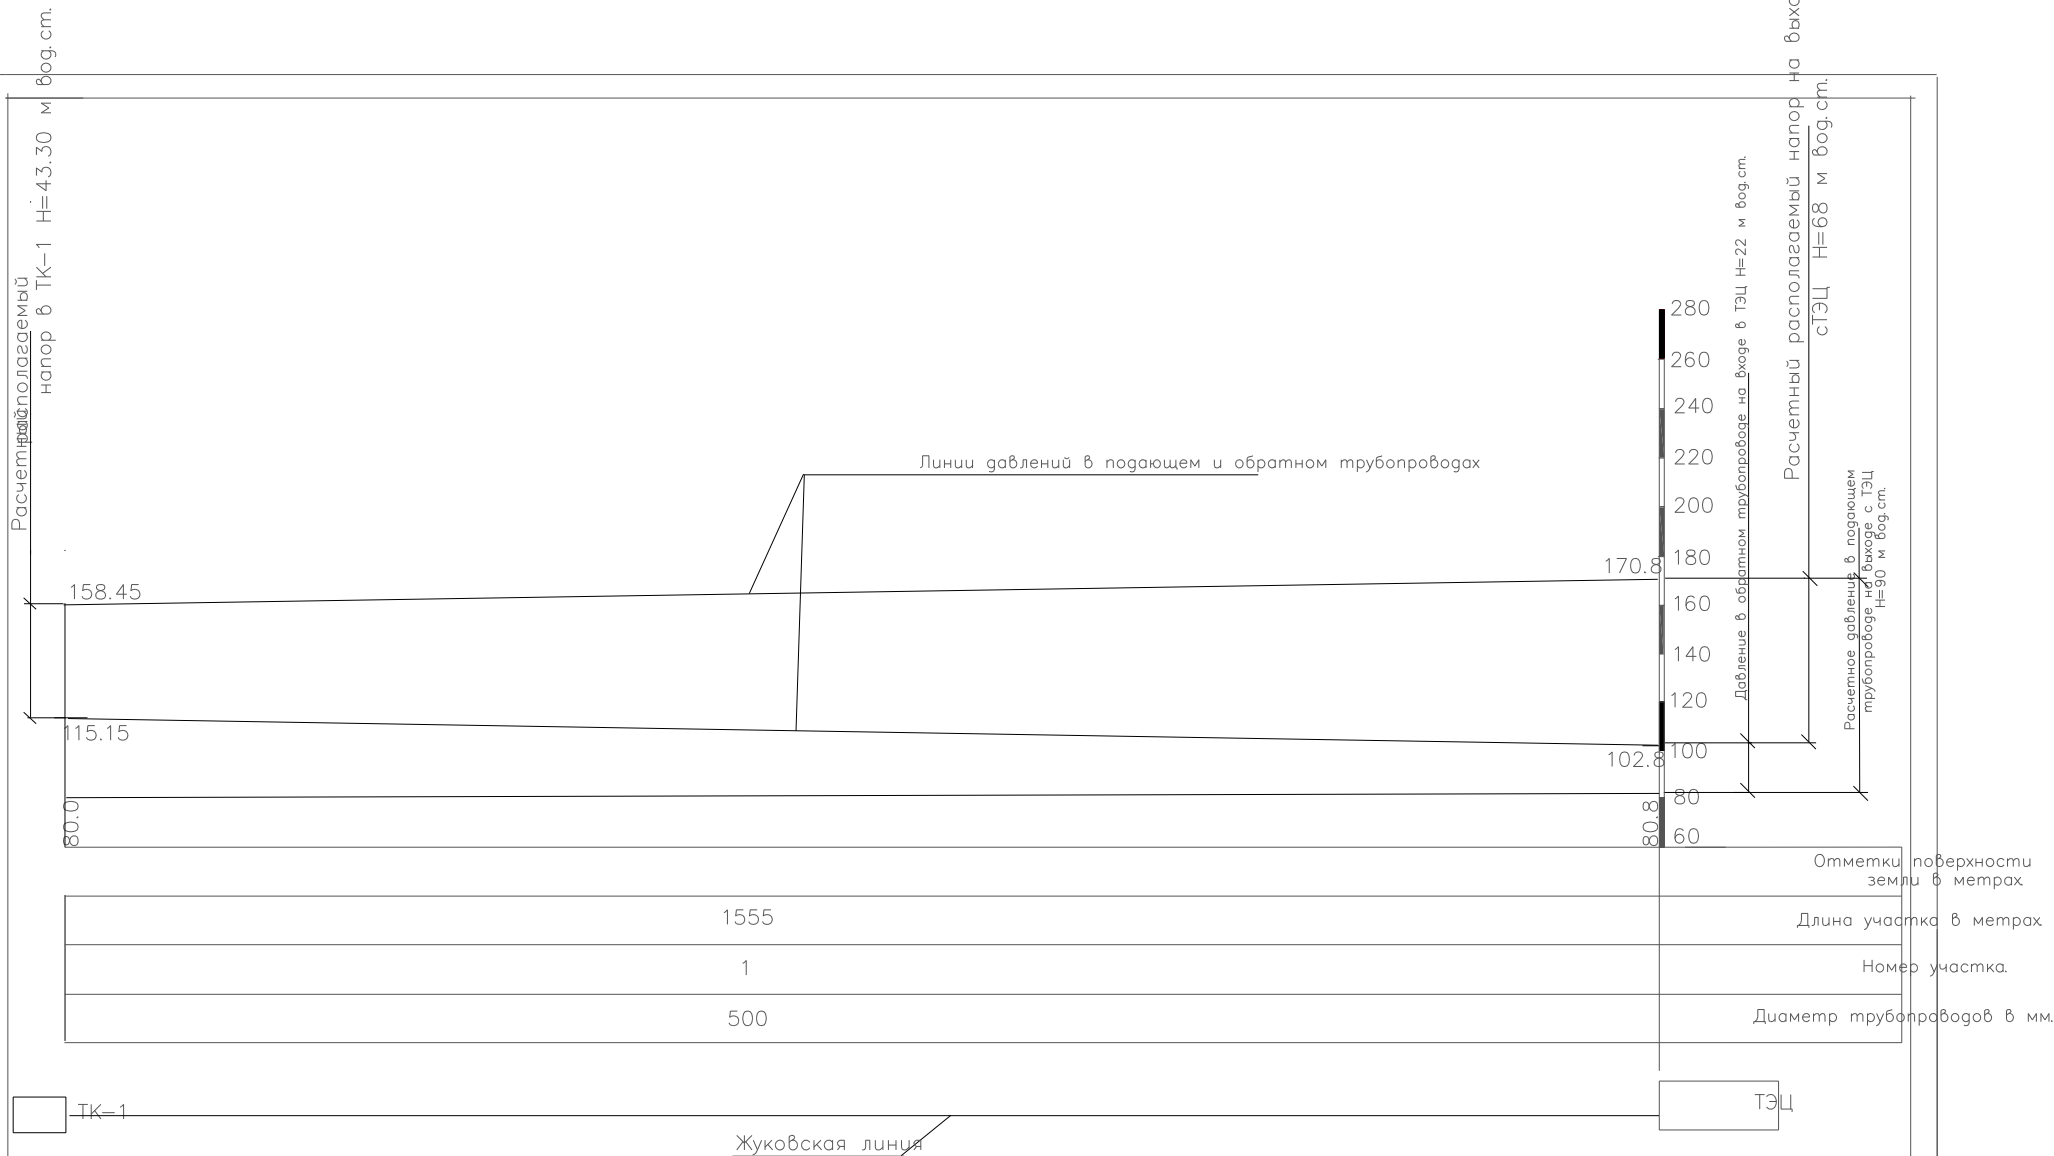 Расчетный располагаемый
напор в ТК-1 Н=43.30 м вод.ст.
Линии давлений в подающем и обратном трубопроводах
158.45
115.15
80.0
170.8
102.8
80.8
280
260
240
220
200
180
160
140
120
100
80
60
Давление в обратном трубопроводе на входе в ТЭЦ Н=22 м вод.ст.
Расчетный располагаемый напор на
сТЭЦ Н=68 м вод.ст.
Расчетное давление в подающем
трубопроводе на выходе с ТЭЦ
Н=90 м вод.ст.
Отметки поверхности
земли в метрах
1555
Длина участка в метрах
1
Номер участка.
500
Диаметр трубопроводов в мм.
ТК-1
ТЭЦ
Жуковская линия